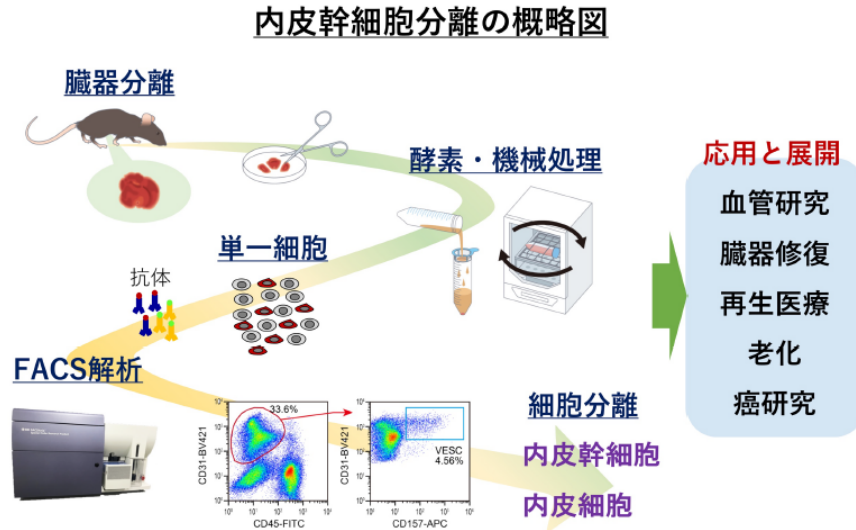 内皮幹細胞分離の概略図
臓器分離
酵素・機械処理
単一細胞
抗体
FACS解析
33.6%
CD31-BV421
CD45-FITC
CD31-BV421
VESC
4.56%
CD157-APC
細胞分離
内皮幹細胞
内皮細胞
応用と展開
血管研究
臓器修復
再生医療
老化
癌研究